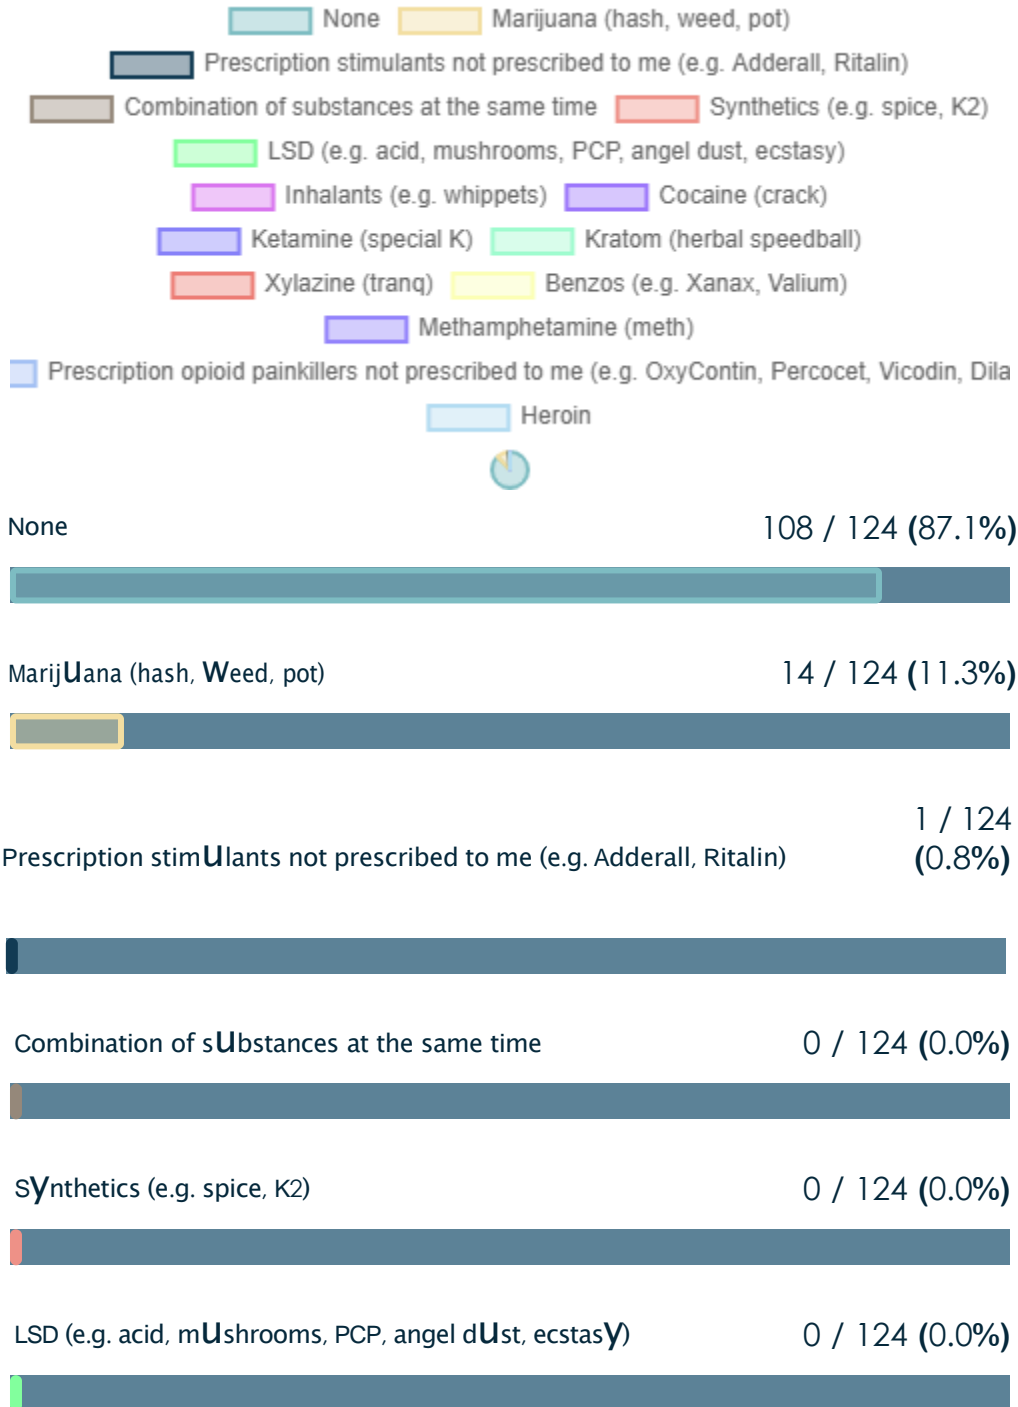 None Marijuana (hash, weed, pot)
Prescription stimulants not prescribed to me (e.g. Adderall, Ritalin)
Combination of substances at the same time Synthetics (e.g. spice, K2)
LSD (e.g. acid, mushrooms, PCP, angel dust, ecstasy)
Inhalants (e.g. whippets) Cocaine (crack)
Ketamine (special K) Kratom (herbal speedball)
Xylazine (tranq) Benzos (e.g. Xanax, Valium)
Methamphetamine (meth)
Prescription opioid painkillers not prescribed to me (e.g. OxyContin, Percocet, Vicodin, Dila
Heroin
None 108 / 124 (87.1%)
Marijuana (hash, weed, pot) 14 / 124 (11.3%)
Prescription stimulants not prescribed to me (e.g. Adderall, Ritalin) 1 / 124
(0.8%)
Combination of substances at the same time 0 / 124 (0.0%)
Synthetics (e.g. spice, K2) 0 / 124 (0.0%)
LSD (e.g. acid, mushrooms, PCP, angel dust, ecstasy) 0 / 124 (0.0%)